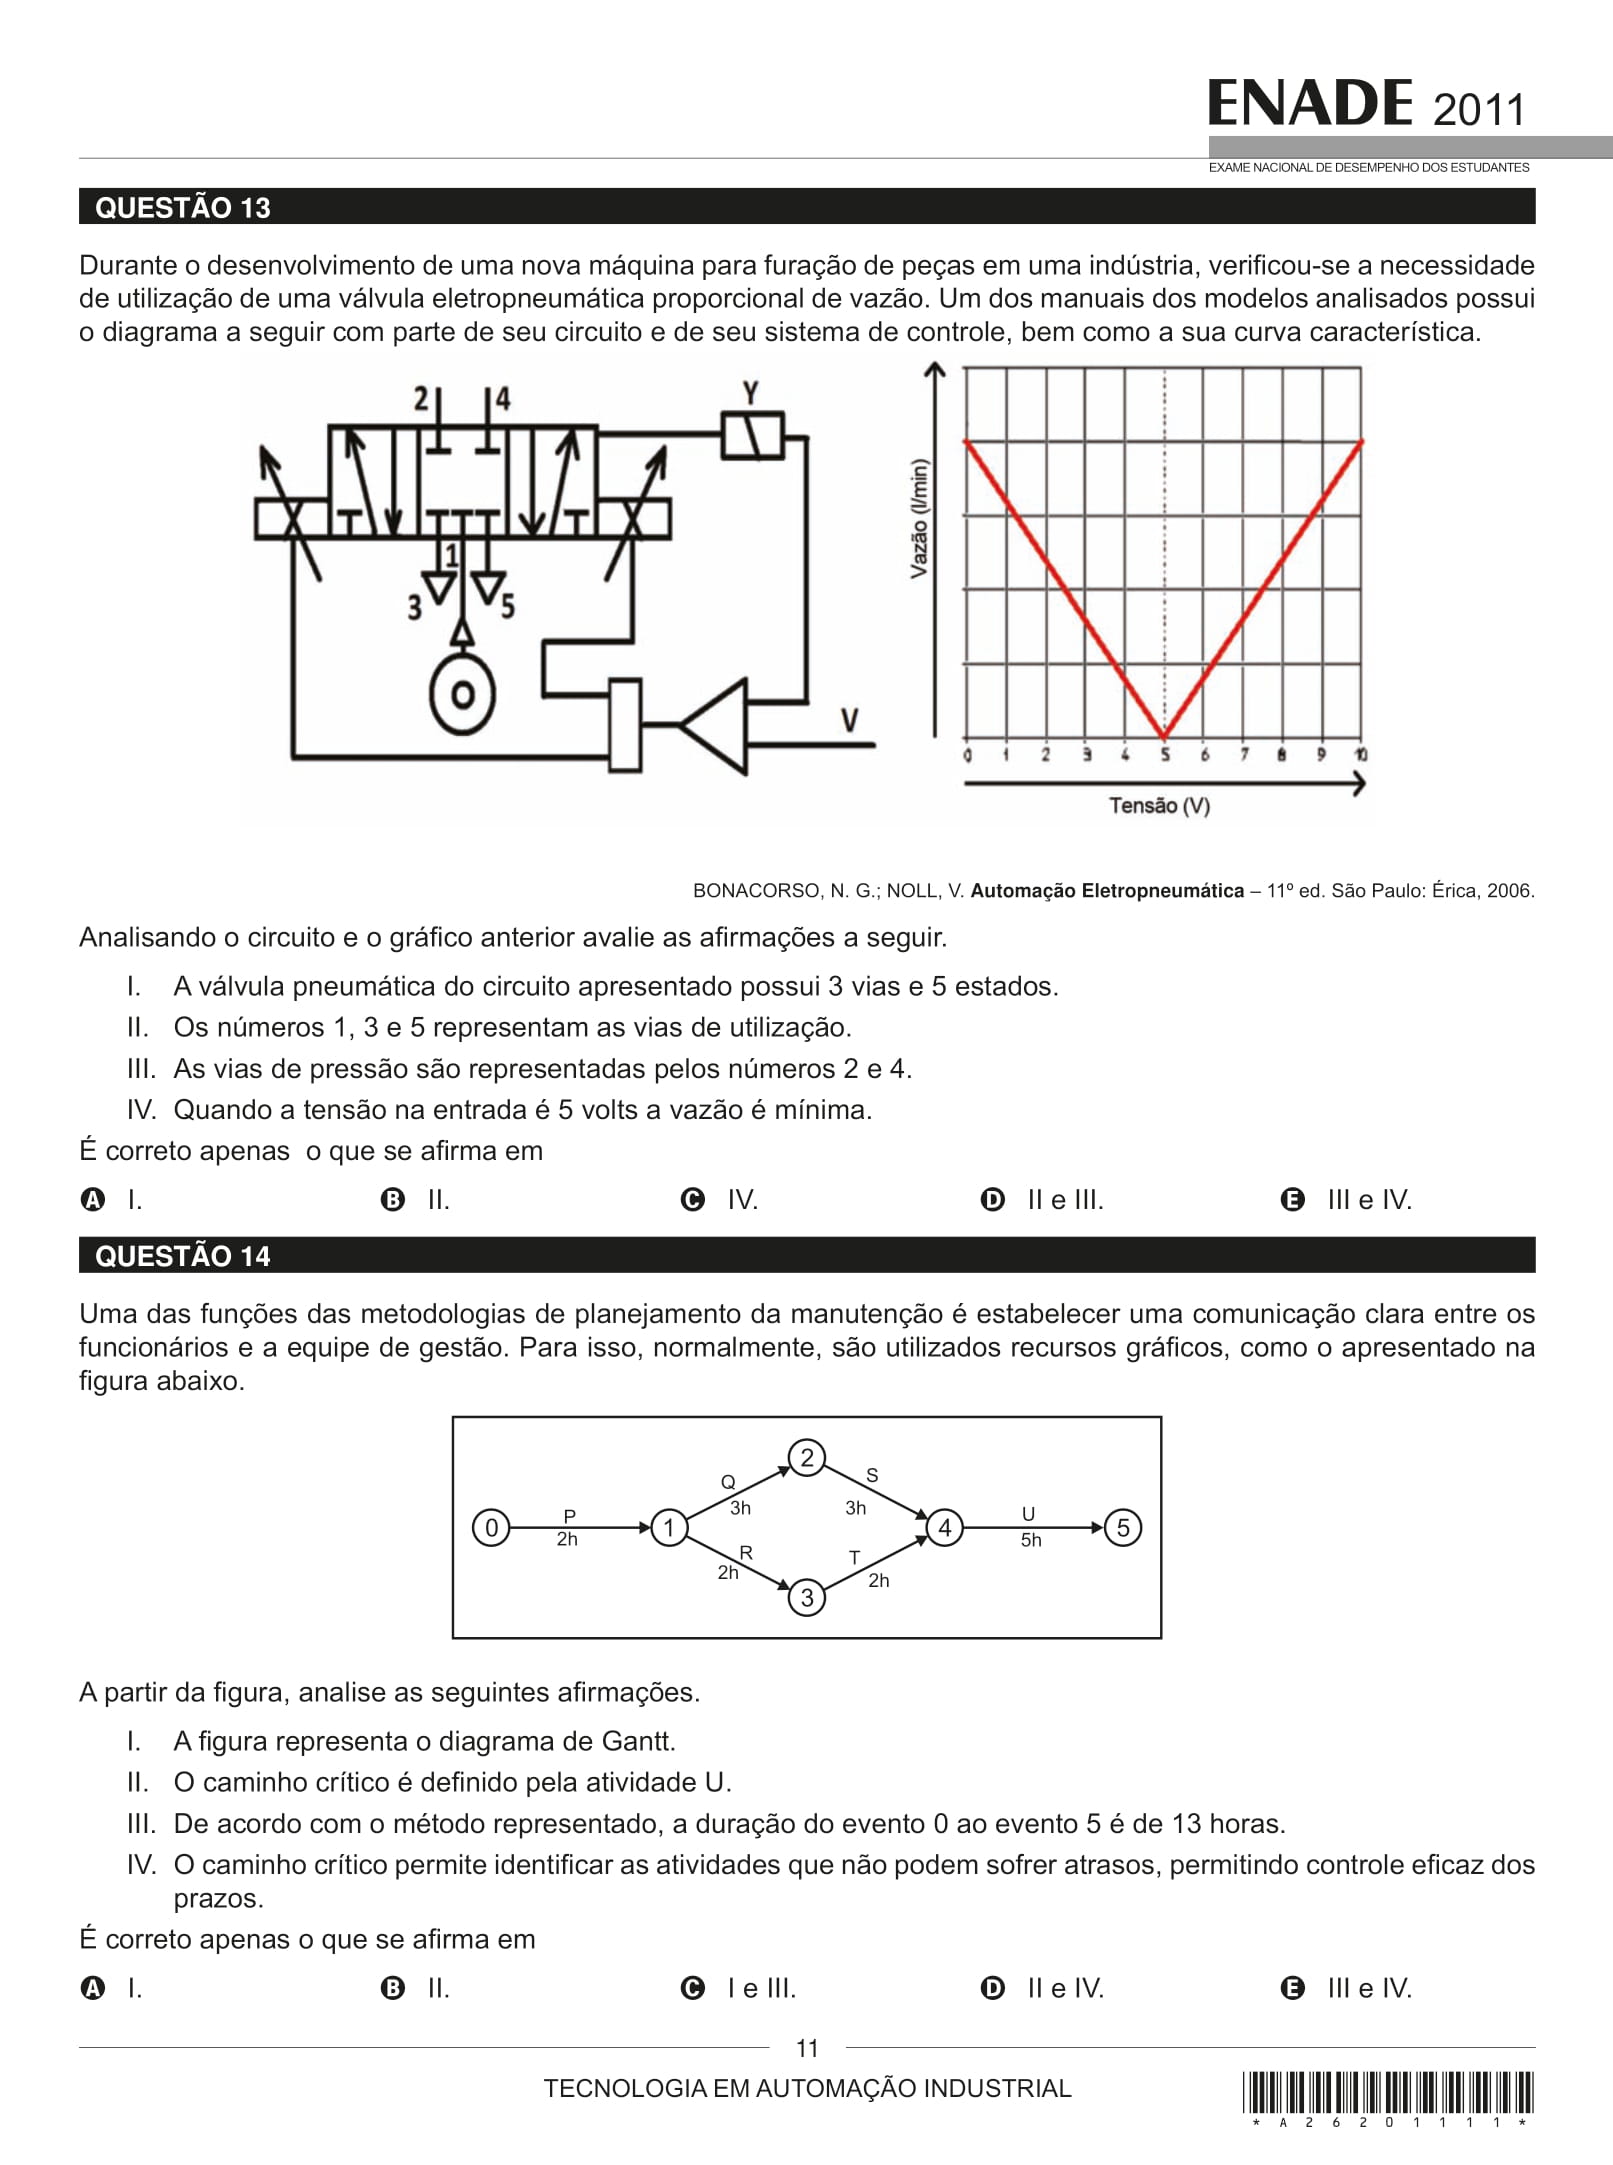 ENADE 2011
EXAME NACIONAL DE DESEMPENHO DOS ESTUDANTES
QUESTÃO 13
Durante o desenvolvimento de uma nova máquina para furação de peças em uma indústria, verificou-se a necessidade
de utilização de uma válvula eletropneumática proporcional de vazão. Um dos manuais dos modelos analisados possui
o diagrama a seguir com parte de seu circuito e de seu sistema de controle, bem como a sua curva característica.
2 4 Y
1
3 5
V
Vazão (l/min)
0 1 2 3 4 5 6 7 8 9 10
Tensão (V)
BONACORSO, N. G.; NOLL, V. Automação Eletropneumática – 11º ed. São Paulo: Érica, 2006.
Analisando o circuito e o gráfico anterior avalie as afirmações a seguir.
I. A válvula pneumática do circuito apresentado possui 3 vias e 5 estados.
II. Os números 1, 3 e 5 representam as vias de utilização.
III. As vias de pressão são representadas pelos números 2 e 4.
IV. Quando a tensão na entrada é 5 volts a vazão é mínima.
É correto apenas o que se afirma em
A I. B II. C IV. D II e III. E III e IV.
QUESTÃO 14
Uma das funções das metodologias de planejamento da manutenção é estabelecer uma comunicação clara entre os
funcionários e a equipe de gestão. Para isso, normalmente, são utilizados recursos gráficos, como o apresentado na
figura abaixo.
2
Q S
3h 3h
0 P 1 4 U 5
2h 5h
R T
2h 2h
3
A partir da figura, analise as seguintes afirmações.
I. A figura representa o diagrama de Gantt.
II. O caminho crítico é definido pela atividade U.
III. De acordo com o método representado, a duração do evento 0 ao evento 5 é de 13 horas.
IV. O caminho crítico permite identificar as atividades que não podem sofrer atrasos, permitindo controle eficaz dos
prazos.
É correto apenas o que se afirma em
A I. B II. C I e III. D II e IV. E III e IV.
11
TECNOLOGIA EM AUTOMAÇÃO INDUSTRIAL
* A 2 6 2 0 1 1 1 1 *